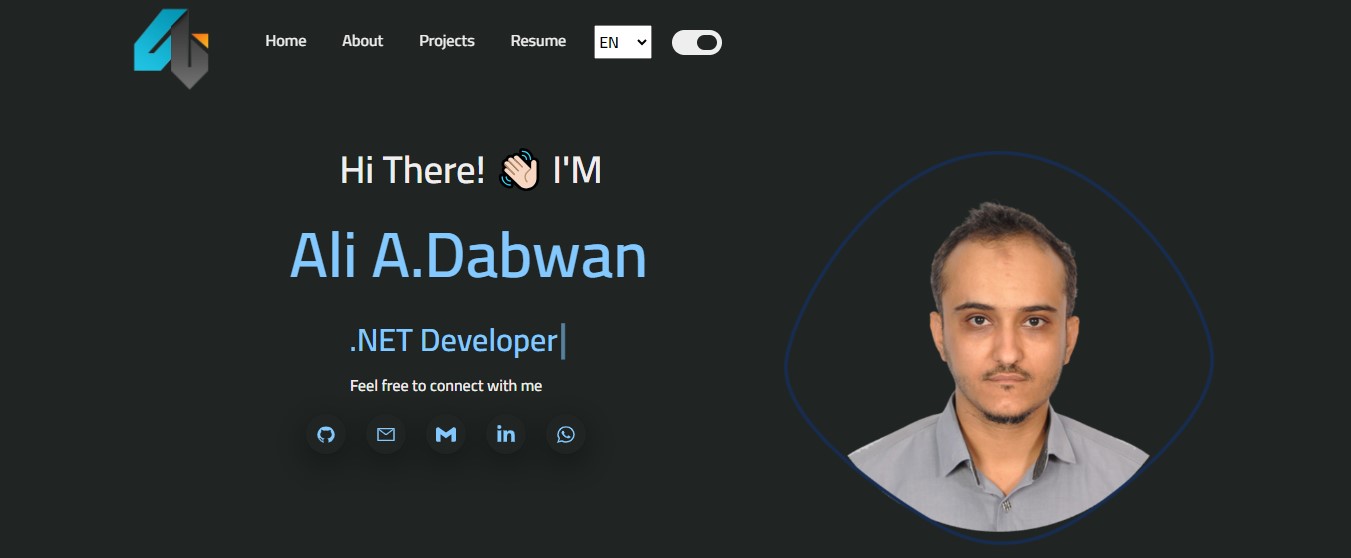 Home About Projects Resume EN
Hi There! 👋🏻 I'M
Ali A.Dabwan
.NET Developer
Feel free to connect with me